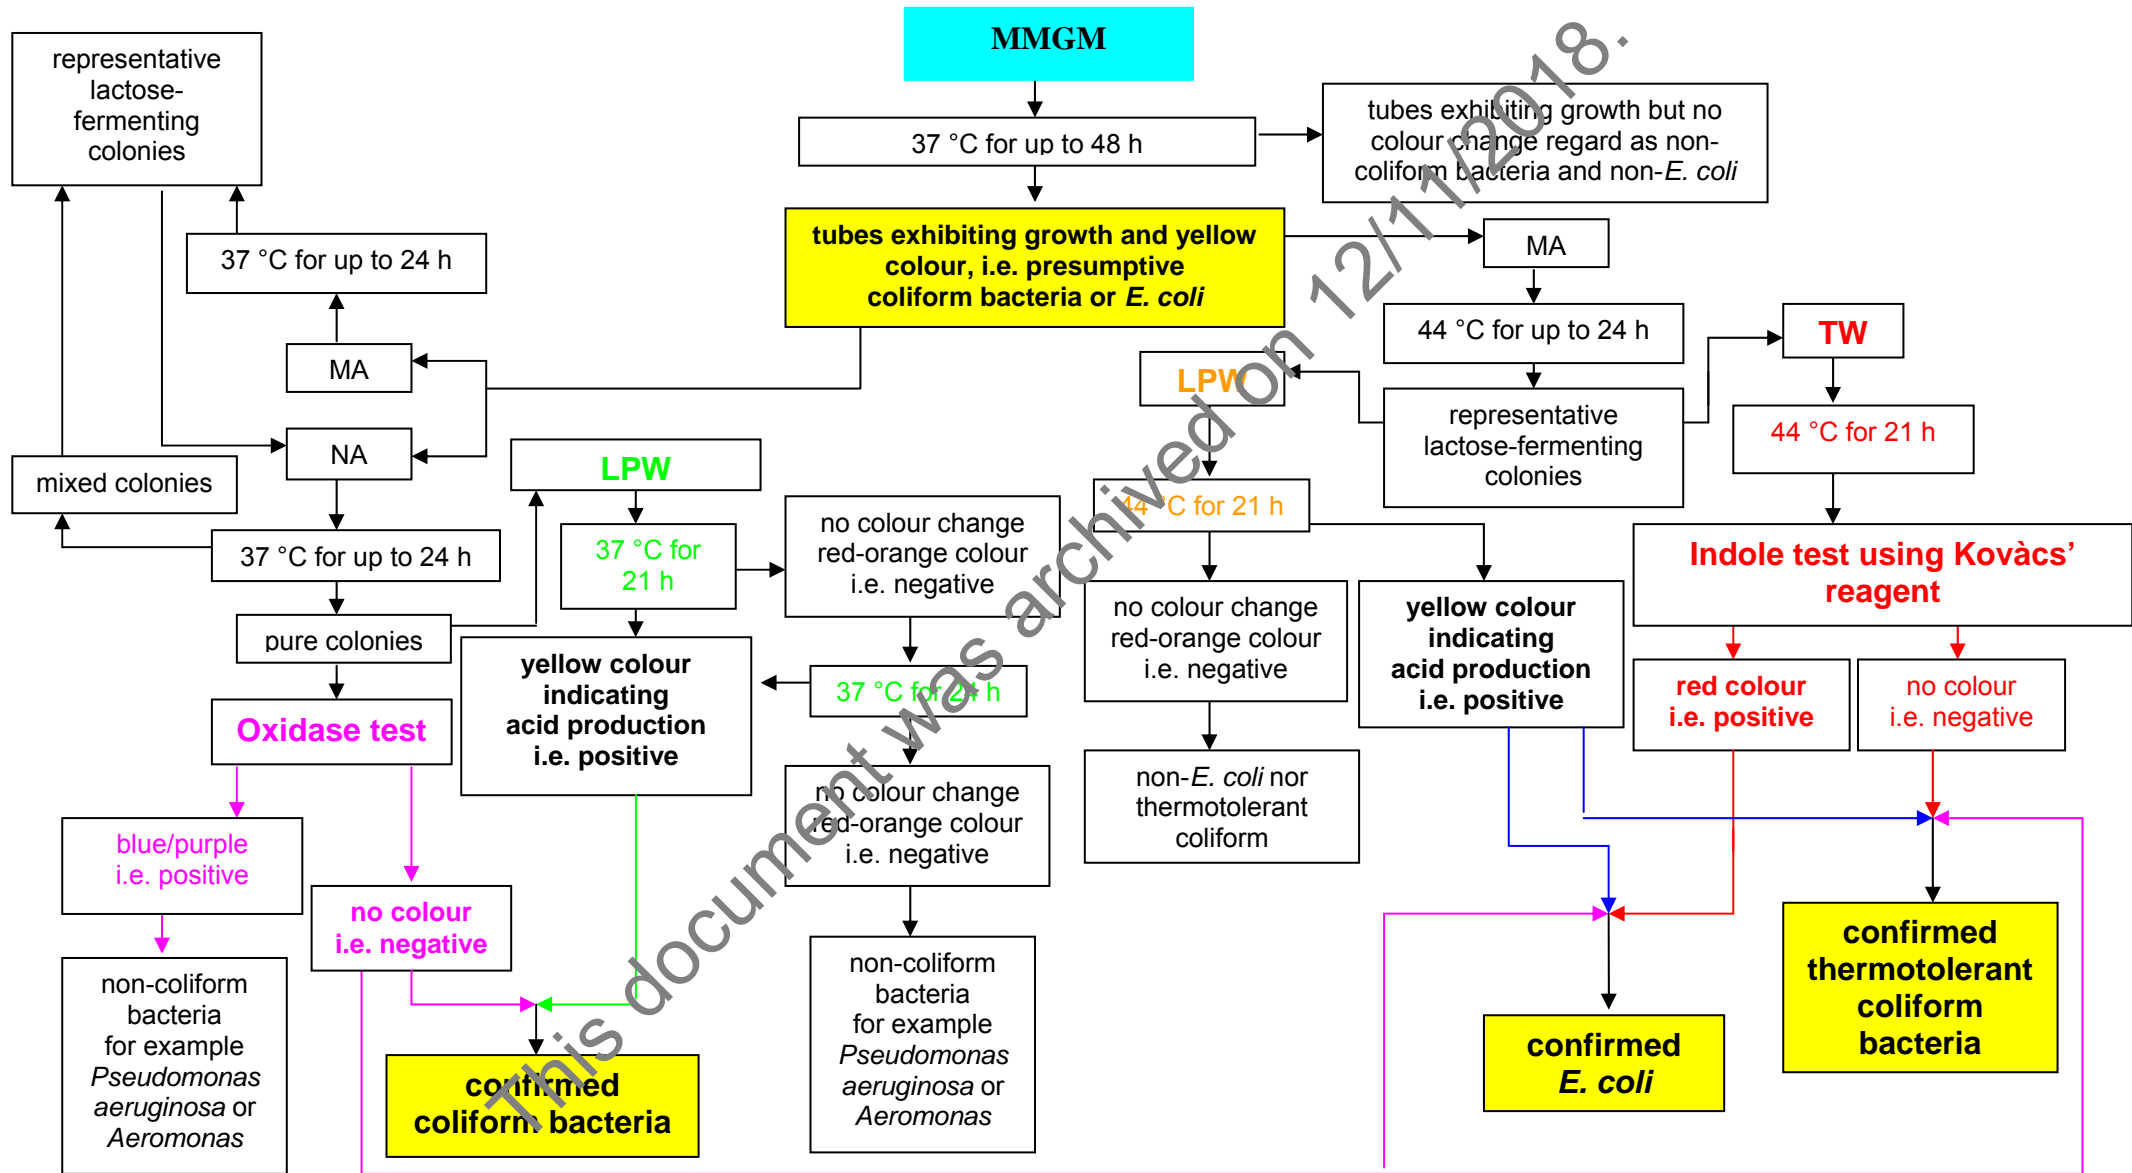 MMGM
representative
lactose-
fermenting
colonies
37 °C for up to 48 h
tubes exhibiting growth but no
colour change regard as non-
coliform bacteria and non-E. coli
37 °C for up to 24 h
tubes exhibiting growth and yellow
colour, i.e. presumptive
coliform bacteria or E. coli
MA
44 °C for up to 24 h
TW
MA
LPW
representative
lactose-fermenting
colonies
44 °C for 21 h
NA
mixed colonies
LPW
37 °C for up to 24 h
37 °C for
21 h
no colour change
red-orange colour
i.e. negative
44 °C for 21 h
Indole test using Kovàcs’
reagent
pure colonies
yellow colour
indicating
acid production
i.e. positive
37 °C for 24 h
no colour change
red-orange colour
i.e. negative
yellow colour
indicating
acid production
i.e. positive
red colour
i.e. positive
no colour
i.e. negative
Oxidase test
blue/purple
i.e. positive
no colour
i.e. negative
no colour change
red-orange colour
i.e. negative
non-E. coli nor
thermotolerant
coliform
non-coliform
bacteria
for example
Pseudomonas
aeruginosa or
Aeromonas
confirmed
coliform bacteria
non-coliform
bacteria
for example
Pseudomonas
aeruginosa or
Aeromonas
confirmed
E. coli
confirmed
thermotolerant
coliform
bacteria
This document was archived on 12/11/2018.